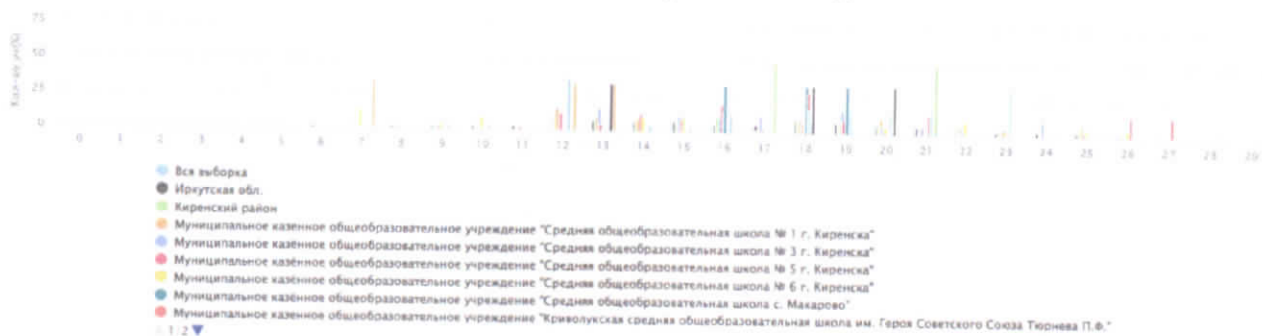 75
50
25
0
Кол-во уч(%)
0 1 2 3 4 5 6 7 8 9 10 11 12 13 14 15 16 17 18 19 20 21 22 23 24 25 26 27 28 29
Вся выборка
Иркутская обл.
Киренский район
Муниципальное казенное общеобразовательное учреждение "Средняя общеобразовательная школа № 1 г. Киренска"
Муниципальное казенное общеобразовательное учреждение "Средняя общеобразовательная школа № 3 г. Киренска"
Муниципальное казённое общеобразовательное учреждение "Средняя общеобразовательная школа № 5 г. Киренска"
Муниципальное казённое общеобразовательное учреждение "Средняя общеобразовательная школа № 6 г. Киренска"
Муниципальное казённое общеобразовательное учреждение "Средняя общеобразовательная школа с. Макарово"
Муниципальное казённое общеобразовательное учреждение "Криволукская средняя общеобразовательная школа им. Героя Советского Союза Тюрнева П.Ф."
1/2